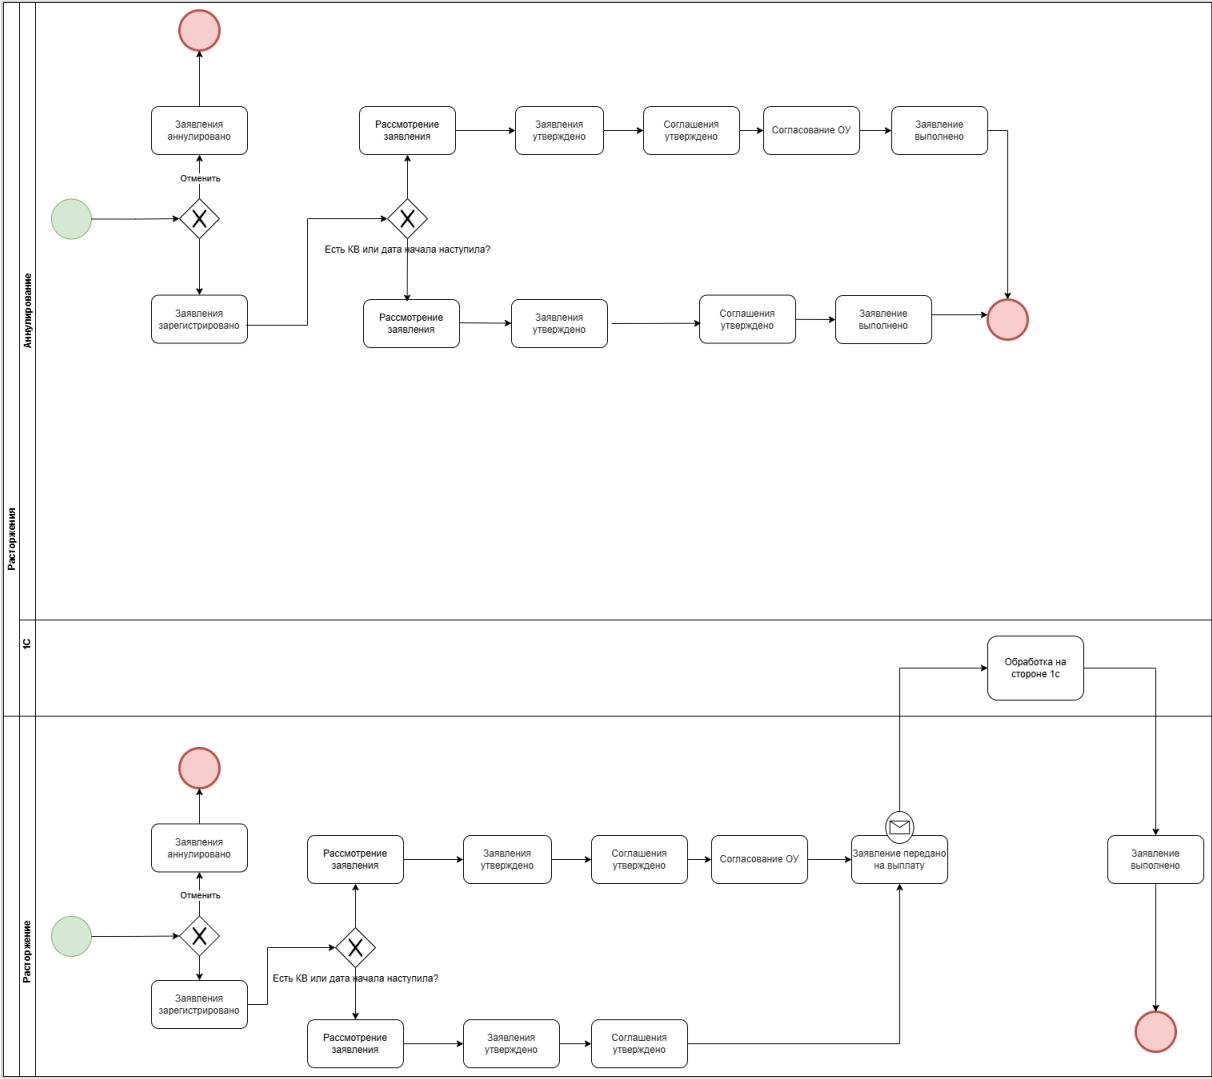 Расторжения
Аннулирование
Заявления
аннулировано
Отменить
Заявления
зарегистрировано
Рассмотрение
заявления
Заявления
утверждено
Соглашения
утверждено
Согласование ОУ
Заявление
выполнено
Есть КВ или дата начала наступила?
Рассмотрение
заявления
Заявления
утверждено
Соглашения
утверждено
Заявление
выполнено
1С
Обработка на
стороне 1с
Расторжение
Заявления
аннулировано
Отменить
Заявления
зарегистрировано
Рассмотрение
заявления
Заявления
утверждено
Соглашения
утверждено
Согласование ОУ
Заявление передано
на выплату
Заявление
выполнено
Есть КВ или дата начала наступила?
Рассмотрение
заявления
Заявления
утверждено
Соглашения
утверждено